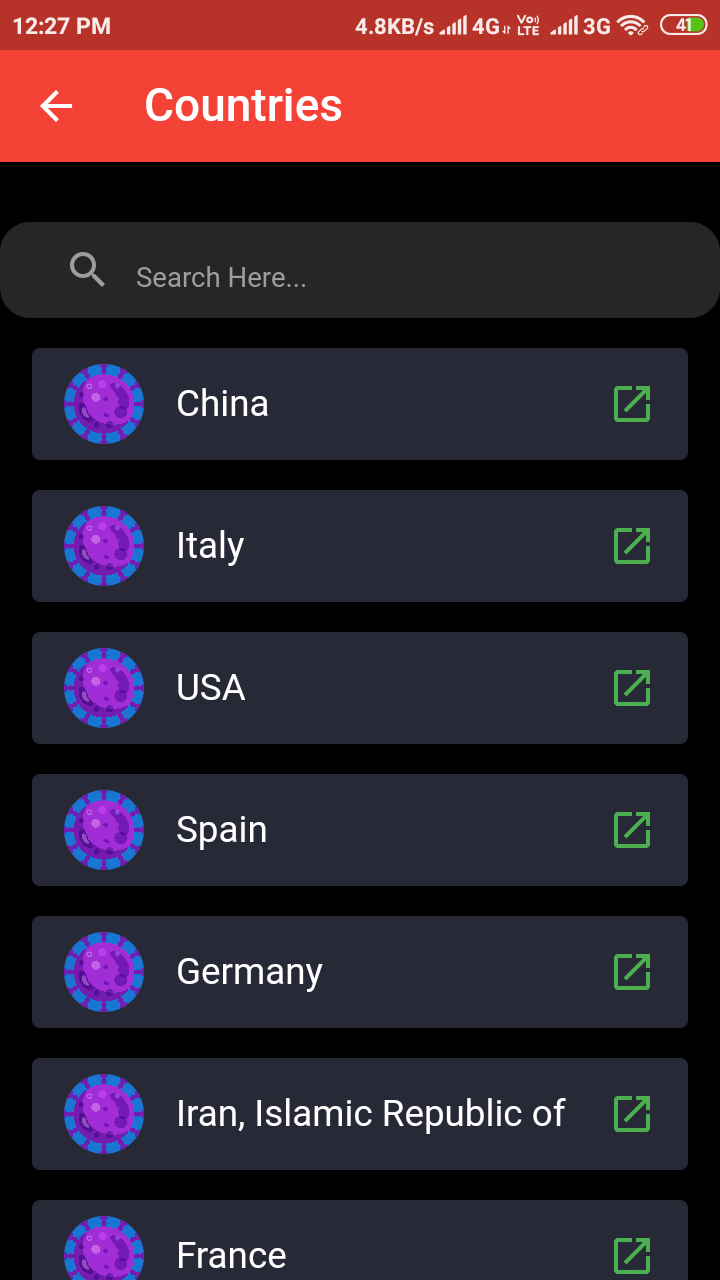 12:27 PM 4.8KB/s 4G Vo) LTE 3G 41
Countries
Search Here...
China
Italy
USA
Spain
Germany
Iran, Islamic Republic of
France